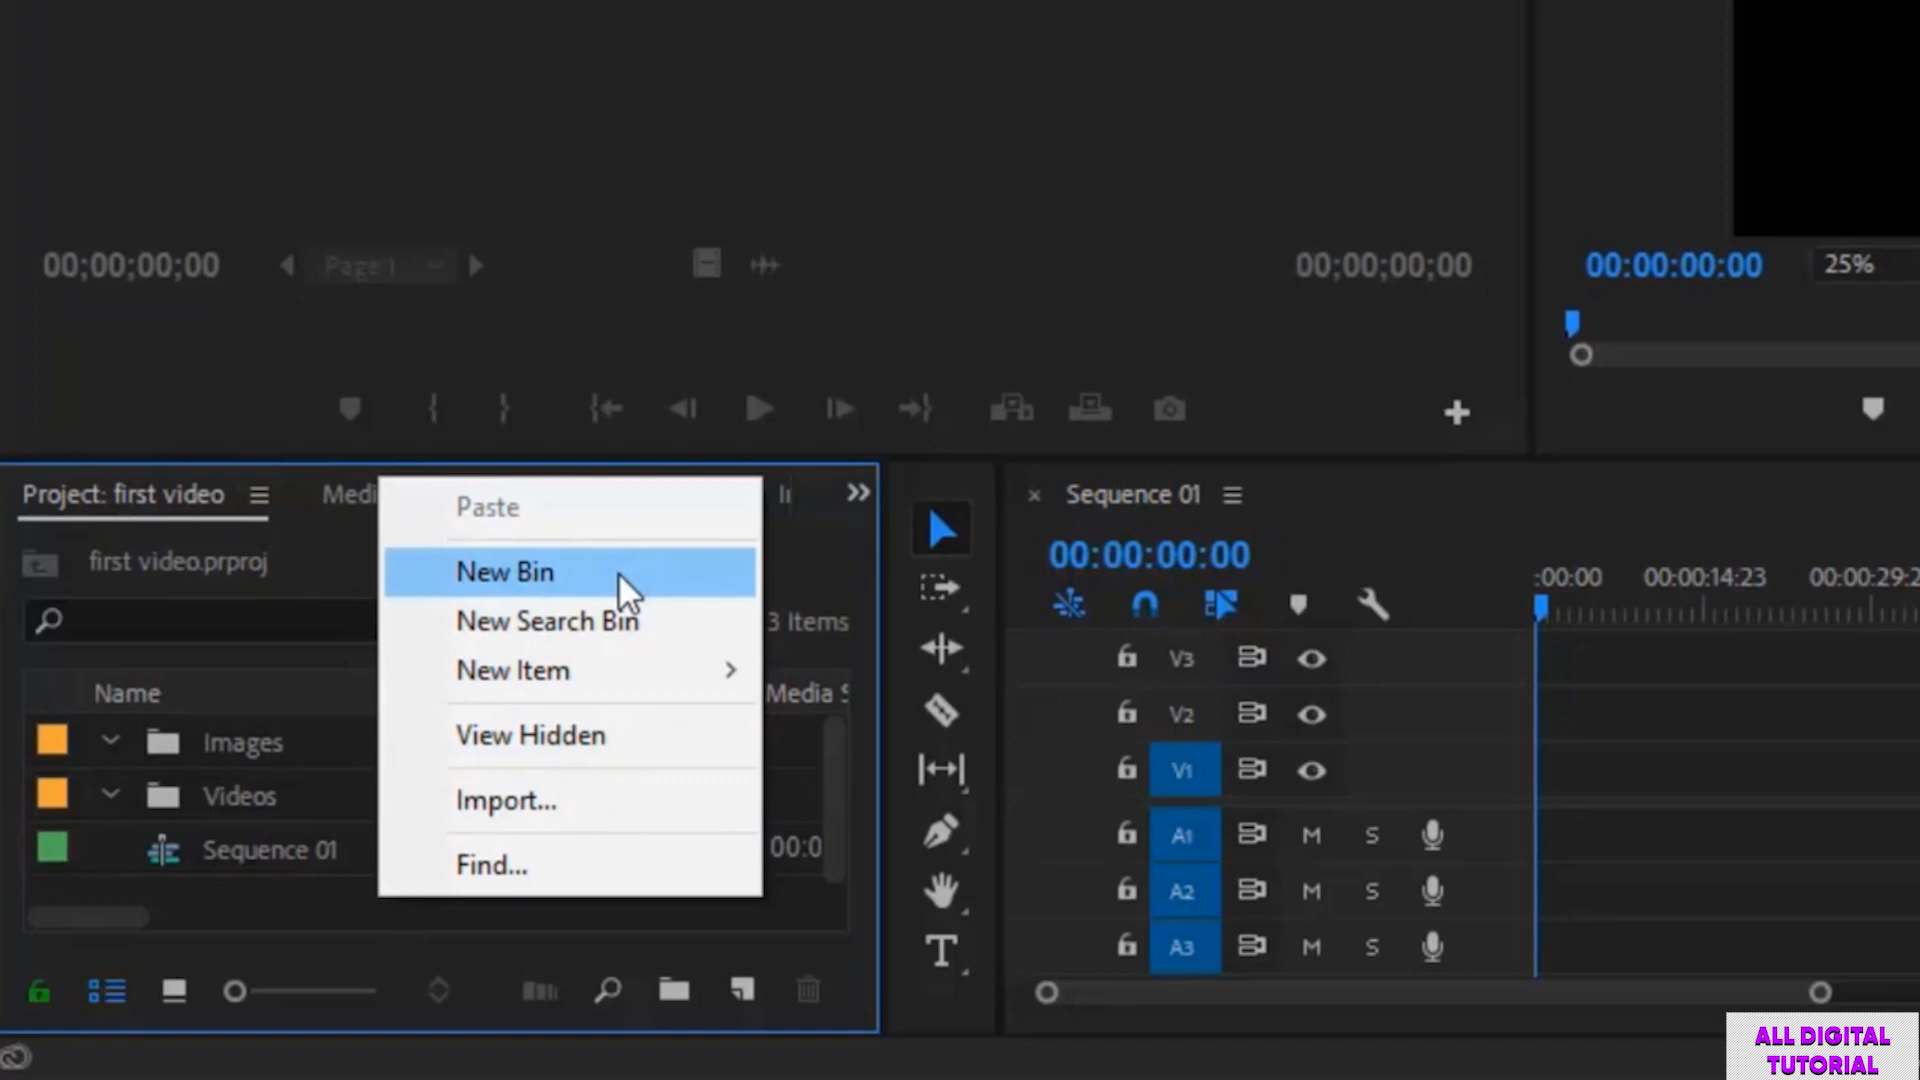 00;00;00;00
Page 1
00;00;00;00
00:00:00:00
25%
Project: first video
Medi
Paste
New Bin
New Search Bin
New Item
View Hidden
Import...
Find...
first video.prproj
3 Items
Name
Media S
Images
Videos
Sequence 01
00:0
Sequence 01
00:00:00:00
:00:00
00:00:14:23
00:00:29:2
V3
V2
V1
A1 M S
A2 M S
A3 M S
T
ALL DIGITAL
TUTORIAL